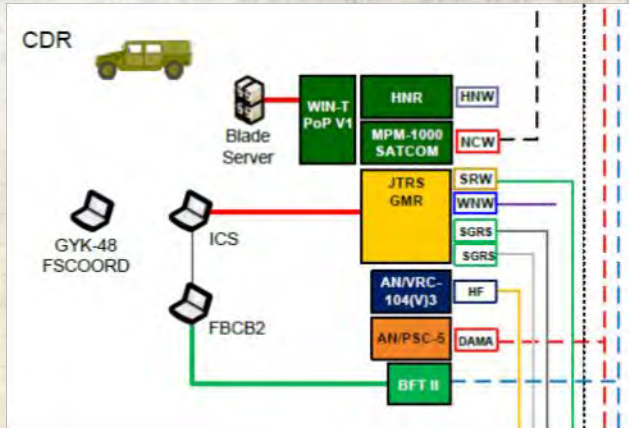 CDR
Blade
Server
WIN-T
PoP V1
HNR
HNW
MPM-1000
SATCOM
NCW
JTRS
GMR
SRW
WNW
SGRS
SGRS
GYK-48
FSCOORD
ICS
FBCB2
AN/VRC-
104(V)3
HF
AN/PSC-5
DAMA
BFT II